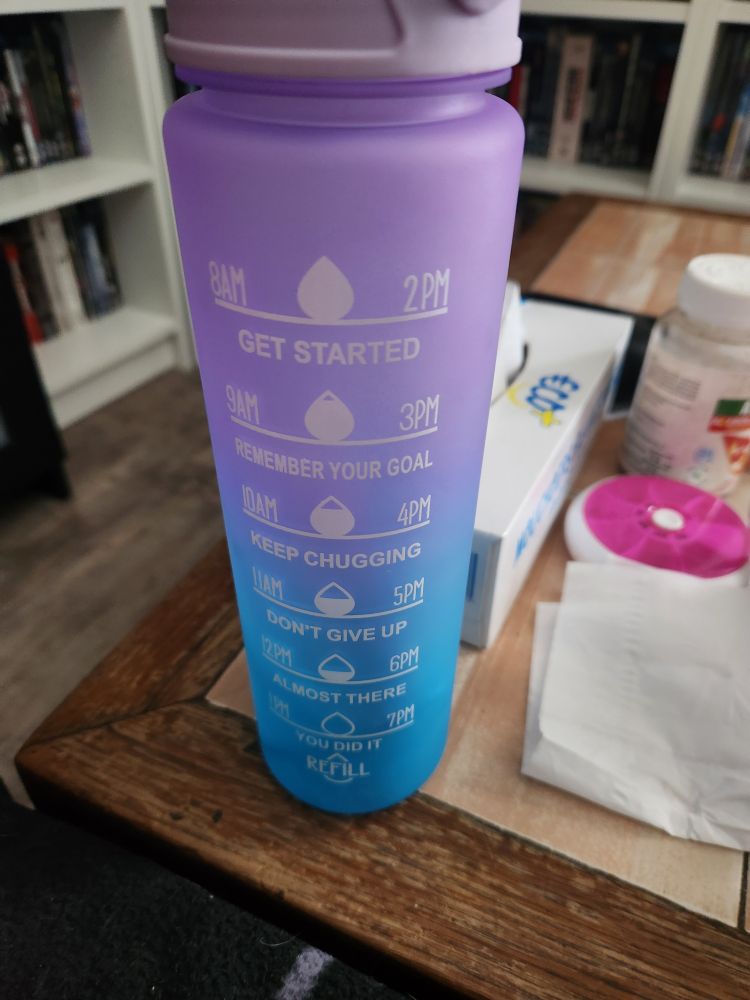 8AM 2PM
GET STARTED
9AM 3PM
REMEMBER YOUR GOAL
10AM 4PM
KEEP CHUGGING
11AM 5PM
DON'T GIVE UP
12PM 6PM
ALMOST THERE
1PM 7PM
YOU DID IT
REFILL